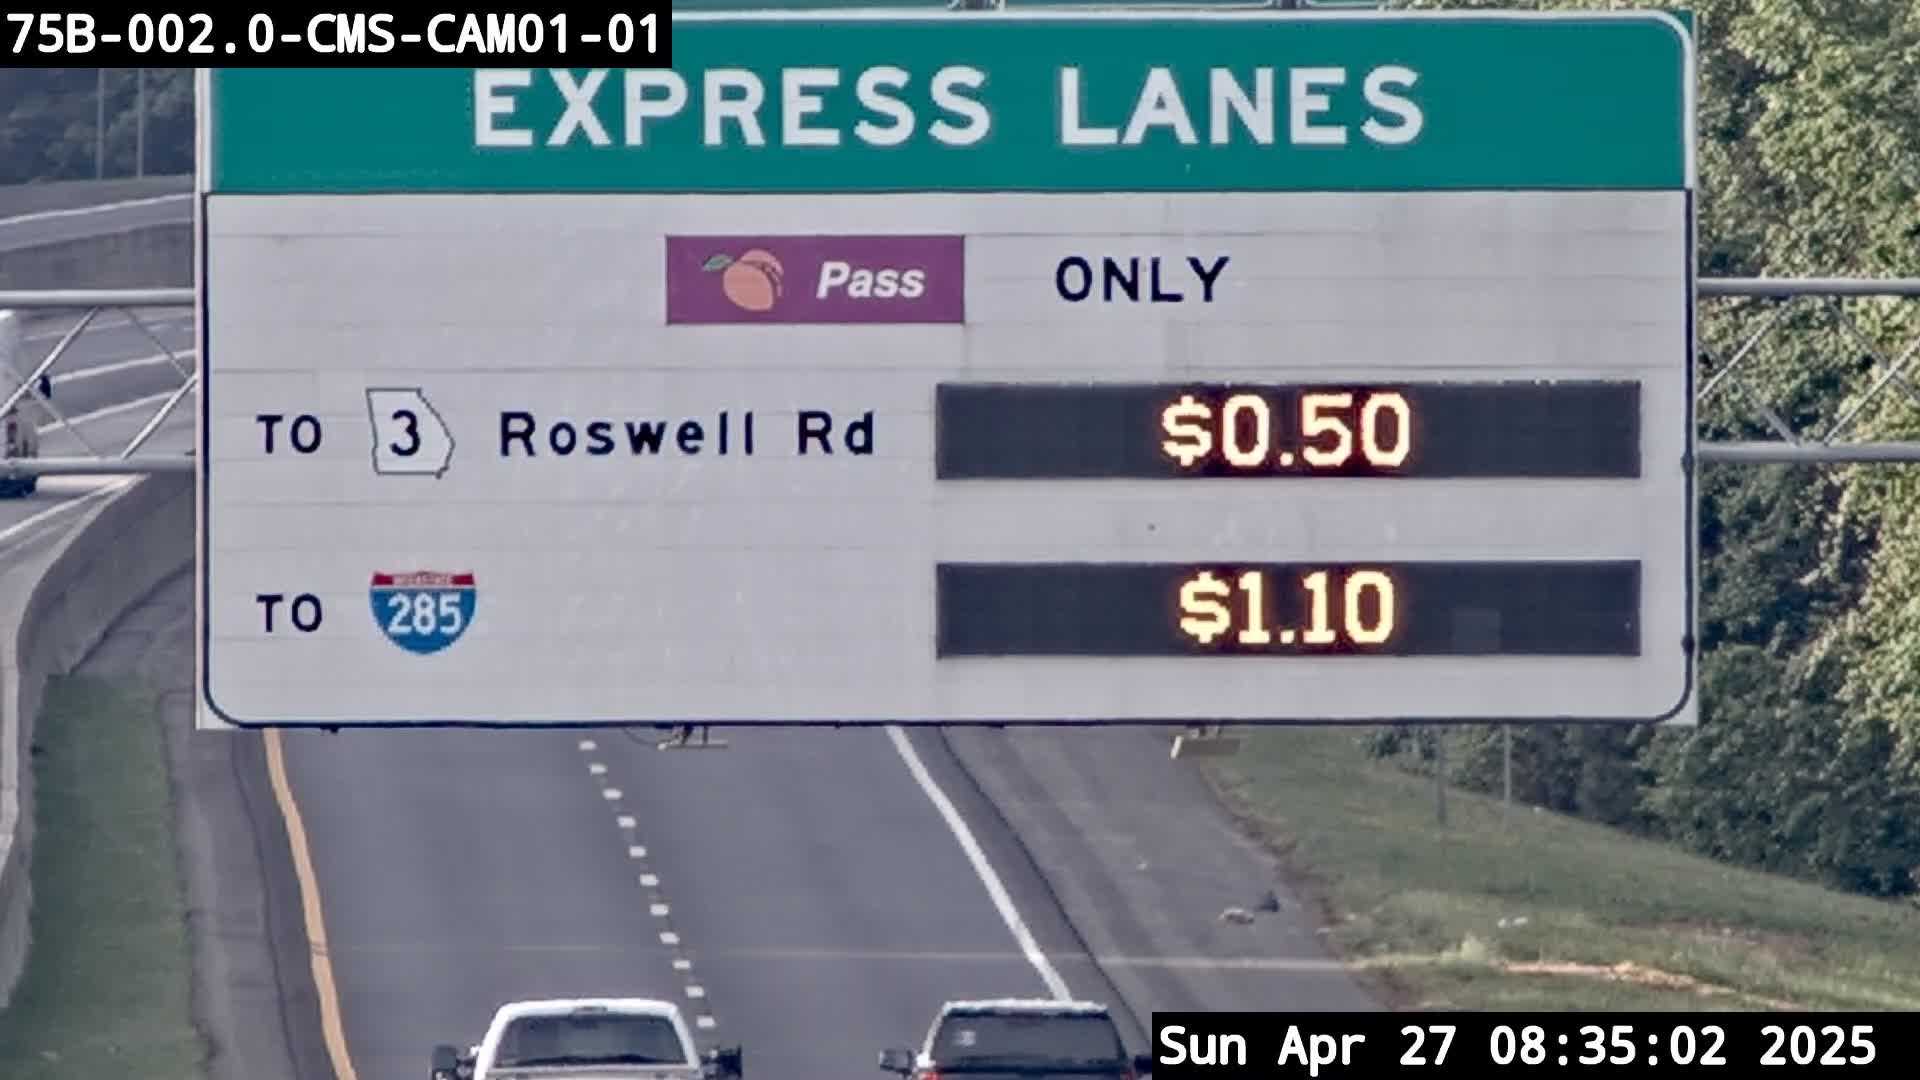 75B-002.0-CMS-CAM01-01
EXPRESS LANES
Pass ONLY
TO 3 Roswell Rd $0.50
INTERSTATE
TO 285 $1.10
Sun Apr 27 08:35:02 2025